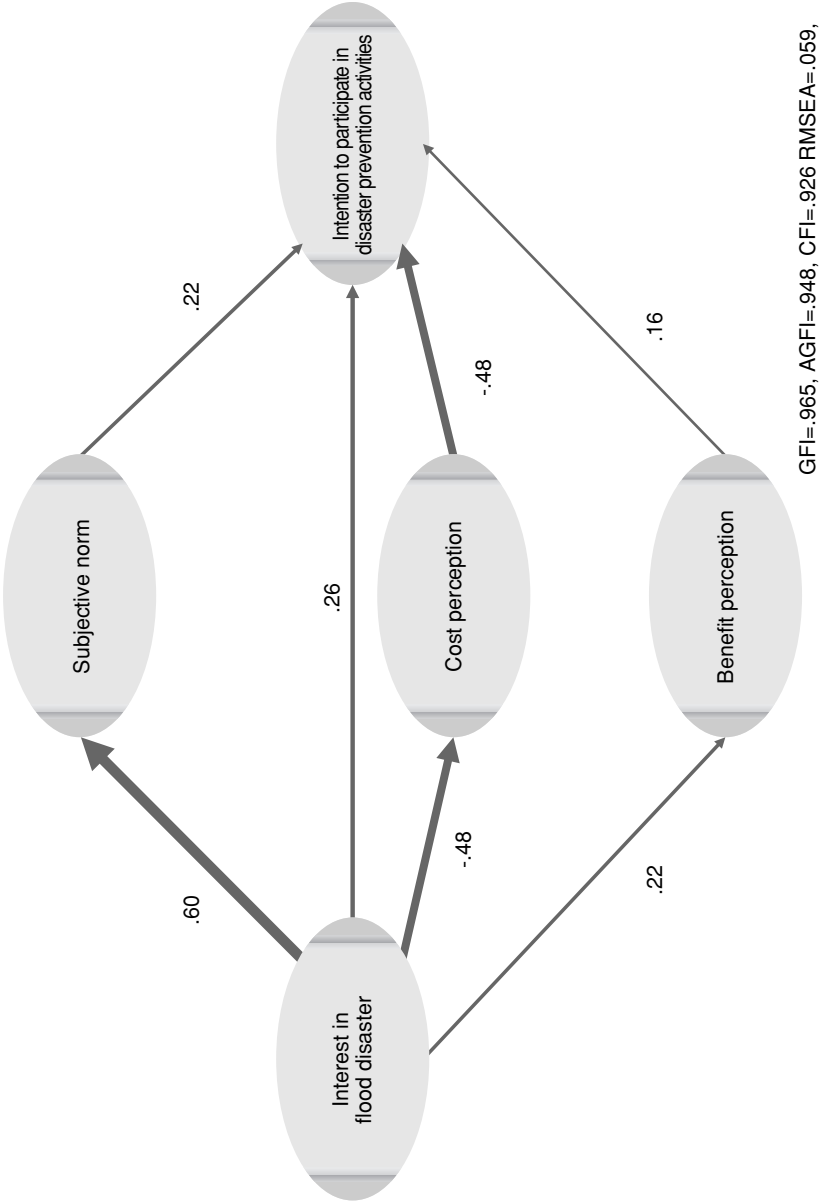 Subjective norm
.60
.22
Interest in
flood disaster
.26
Intention to participate in
disaster prevention activities
-.48
Cost perception
-.48
.22
Benefit perception
.16
GFI=.965, AGFI=.948, CFI=.926 RMSEA=.059,